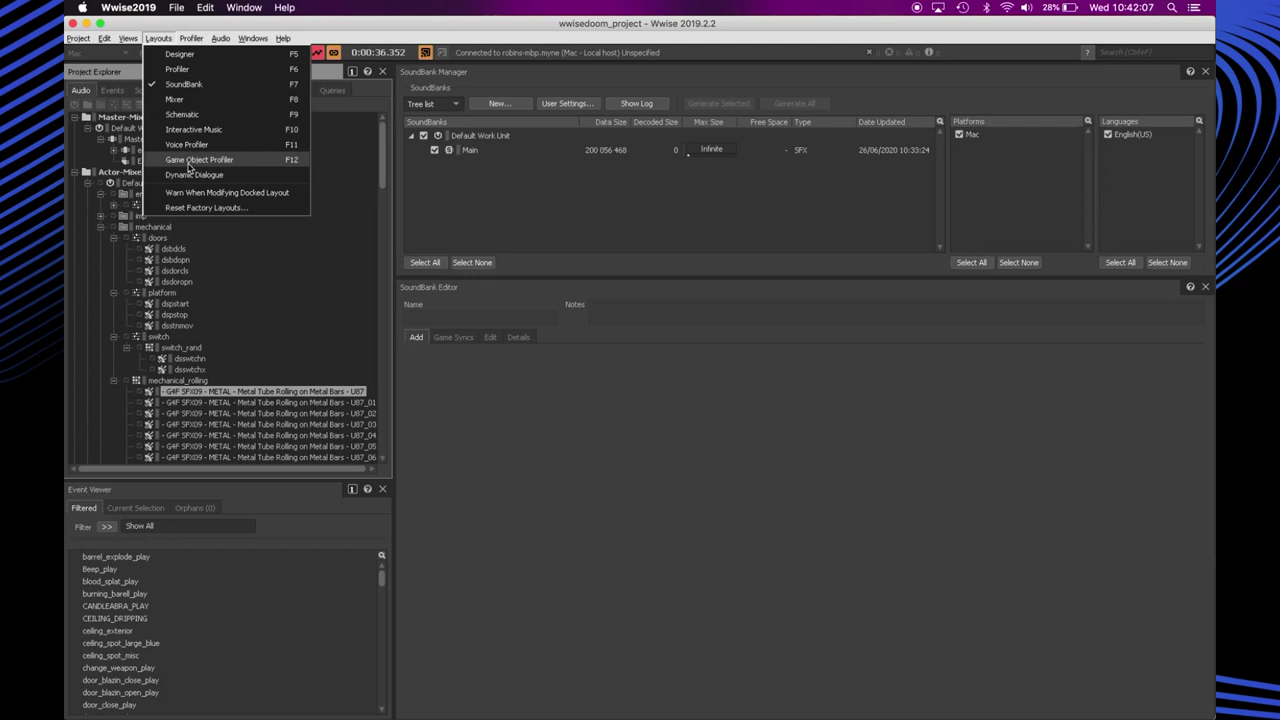 Wwise2019 File Edit Window Help
28% Wed 10:42:07
wwisedoom_project - Wwise 2019.2.2
Project Edit Views Layouts Profiler Audio Windows Help
Mac 0:00:36.352 Connected to robins-mbp.myne (Mac - Local host) Unspecified Search (Cmd+F)
Designer F5
Profiler F6
SoundBank F7
Mixer F8
Schematic F9
Interactive Music F10
Voice Profiler F11
Game Object Profiler F12
Dynamic Dialogue
Warn When Modifying Docked Layout
Reset Factory Layouts...
Project Explorer
Audio Events Queries
Master-Mix
Default W
Actor-Mixe
mechanical
doors
dsbdcls
dsbdopn
dsdorcls
dsdoropn
platform
dspstart
dspstop
dsstnmov
switch
switch_rand
dsswtchn
dsswtchx
mechanical_rolling
- G4F SFX09 - METAL - Metal Tube Rolling on Metal Bars - U87
- G4F SFX09 - METAL - Metal Tube Rolling on Metal Bars - U87_01
- G4F SFX09 - METAL - Metal Tube Rolling on Metal Bars - U87_02
- G4F SFX09 - METAL - Metal Tube Rolling on Metal Bars - U87_03
- G4F SFX09 - METAL - Metal Tube Rolling on Metal Bars - U87_04
- G4F SFX09 - METAL - Metal Tube Rolling on Metal Bars - U87_05
- G4F SFX09 - METAL - Metal Tube Rolling on Metal Bars - U87_06
Event Viewer
Filtered Current Selection Orphans (0)
Filter >> Show All
barrel_explode_play
Beep_play
blood_splat_play
burning_barell_play
CANDLEABRA_PLAY
CEILING_DRIPPING
ceiling_exterior
ceiling_spot_large_blue
ceiling_spot_misc
change_weapon_play
door_blazin_close_play
door_blazin_open_play
door_close_play
SoundBank Manager
SoundBanks
Tree list New... User Settings... Show Log Generate Selected Generate All
SoundBanks Data Size Decoded Size Max Size Free Space Type Date Updated
Default Work Unit
Main 200 056 468 0 Infinite - SFX 26/06/2020 10:33:24
Platforms
Mac
Languages
English(US)
Select All Select None
Select All Select None
Select All Select None
SoundBank Editor
Name Notes
Add Game Syncs Edit Details